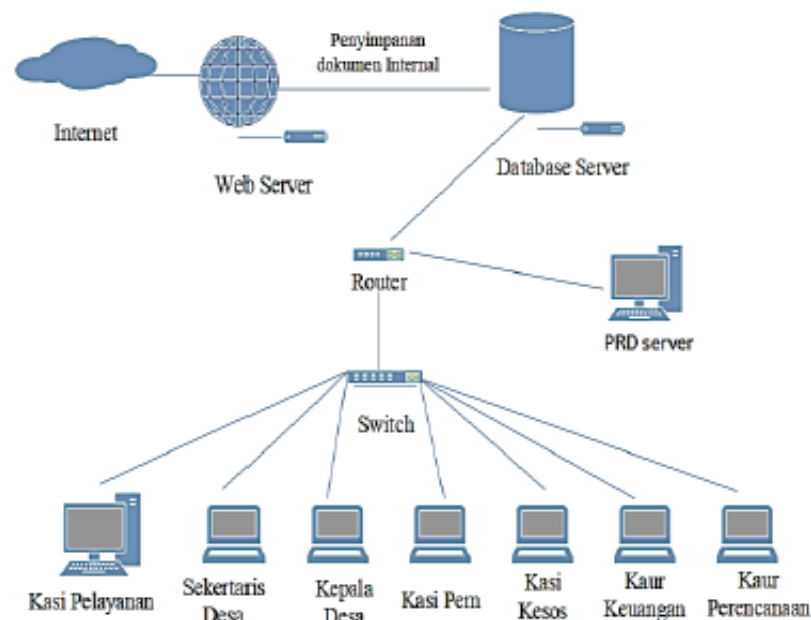 Penyimpanan
dokumen Internal
Internet
Web Server
Database Server
Router
PRD server
Switch
Kasi Pelayanan
Sekertaris
Desa
Kepala
Desa
Kasi Pem
Kasi
Kesos
Kaur
Keuangan
Kaur
Perencanaan